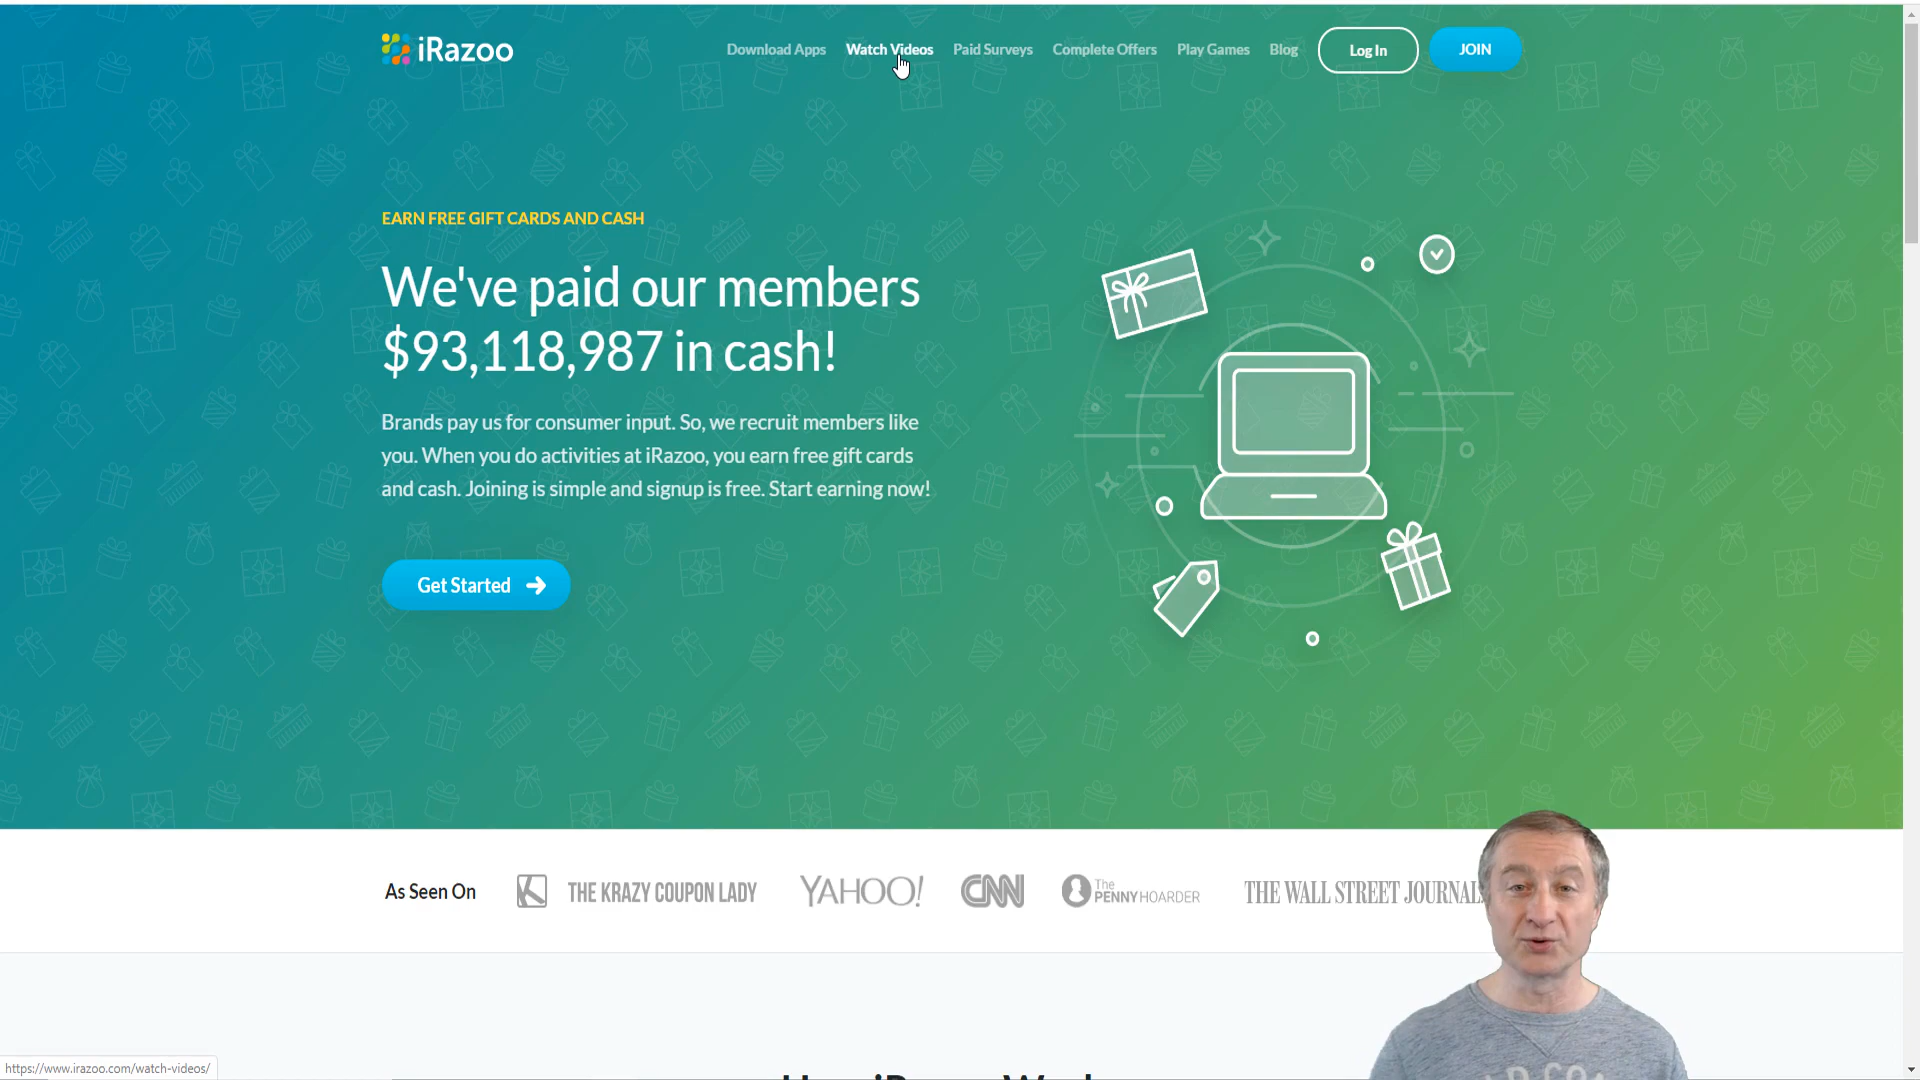 iRazoo
Download Apps Watch Videos Paid Surveys Complete Offers Play Games Blog Log In JOIN
EARN FREE GIFT CARDS AND CASH
We've paid our members
$93,118,987 in cash!
Brands pay us for consumer input. So, we recruit members like
you. When you do activities at iRazoo, you earn free gift cards
and cash. Joining is simple and signup is free. Start earning now!
Get Started
As Seen On THE KRAZY COUPON LADY YAHOO! CNN The PENNY HOARDER THE WALL STREET JOURNAL
https://www.irazoo.com/watch-videos/